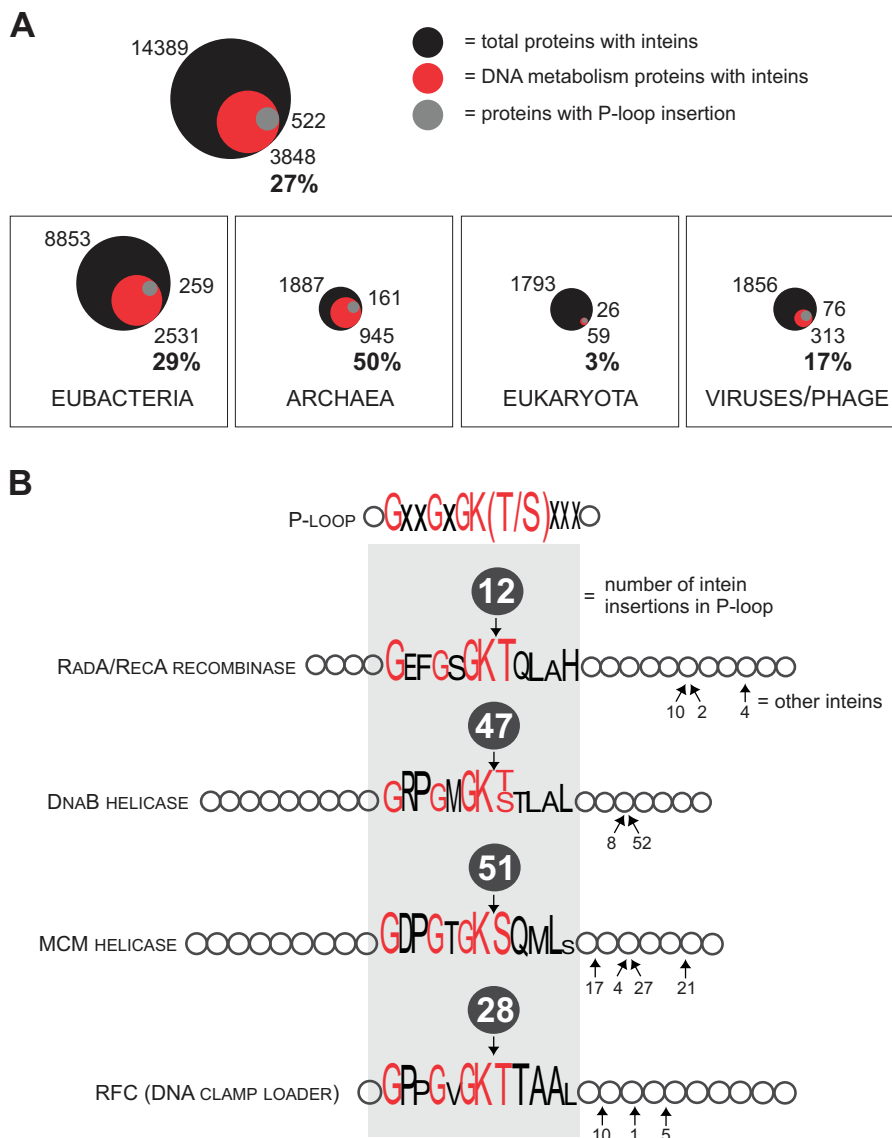 A
14389
522
3848
27%
= total proteins with inteins
= DNA metabolism proteins with inteins
= proteins with P-loop insertion
8853
259
2531
29%
EUBACTERIA
1887
161
945
50%
ARCHAEA
1793
26
59
3%
EUKARYOTA
1856
76
313
17%
VIRUSES/PHAGE
B
P-LOOP GXXGXGK(T/S)XXX
12
= number of intein
insertions in P-loop
RADA/RECA RECOMBINASE GEFGSGKTQLAH
10 2 4 = other inteins
47
T
DNAB HELICASE GRPGMGKSTLAL
8 52
51
MCM HELICASE GDPGTGKSQMLS
17 4 27 21
28
RFC (DNA CLAMP LOADER) GPPGVGKTTAAL
10 1 5